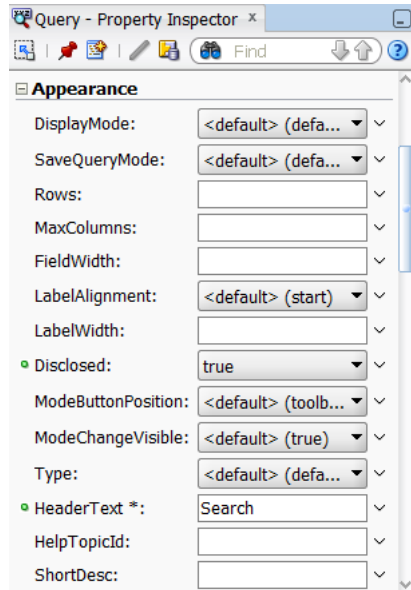 Query - Property Inspector x
Find
Appearance
DisplayMode: <default> (defa...
SaveQueryMode: <default> (defa...
Rows:
MaxColumns:
FieldWidth:
LabelAlignment: <default> (start)
LabelWidth:
Disclosed: true
ModeButtonPosition: <default> (toolb...
ModeChangeVisible: <default> (true)
Type: <default> (defa...
HeaderText *: Search
HelpTopicId:
ShortDesc: